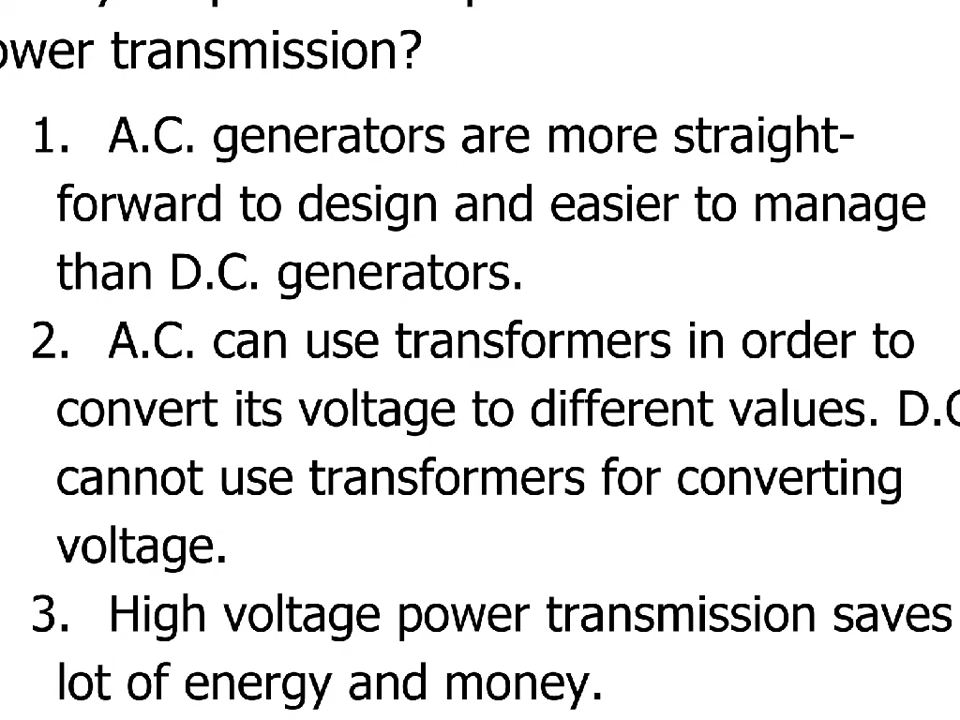 power transmission?
1. A.C. generators are more straight-
forward to design and easier to manage
than D.C. generators.
2. A.C. can use transformers in order to
convert its voltage to different values. D.C
cannot use transformers for converting
voltage.
3. High voltage power transmission saves
lot of energy and money.